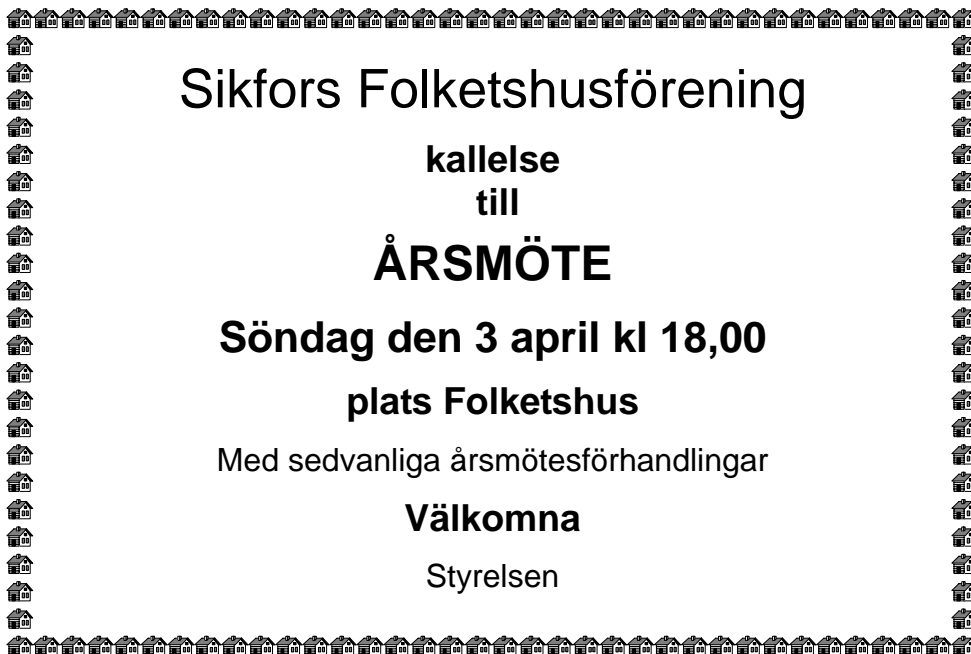 Sikfors Folketshusförening
kallelse
till
ÅRSMÖTE
Söndag den 3 april kl 18,00
plats Folketshus
Med sedvanliga årsmötesförhandlingar
Välkomna
Styrelsen